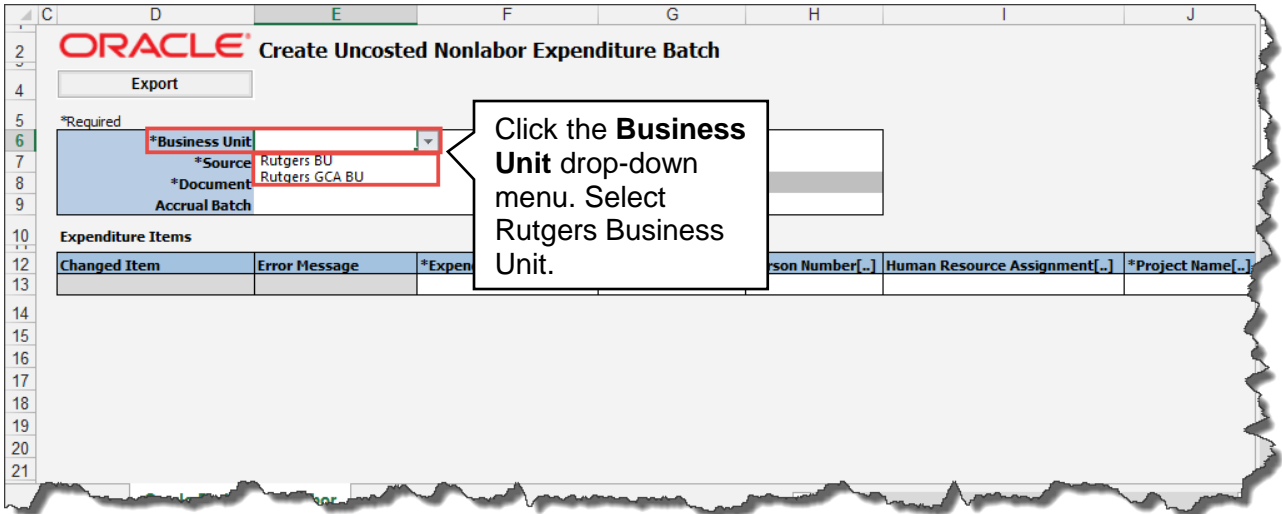 C D E F G H I J
2 ORACLE® Create Uncosted Nonlabor Expenditure Batch
4 Export
5 *Required
6 *Business Unit
7 *Source Rutgers BU
8 *Document Rutgers GCA BU
9 Accrual Batch
Click the Business
Unit drop-down
menu. Select
Rutgers Business
Unit.
10 Expenditure Items
12 Changed Item Error Message *Expen rson Number[..] Human Resource Assignment[..] *Project Name[..]
13
14
15
16
17
18
19
20
21